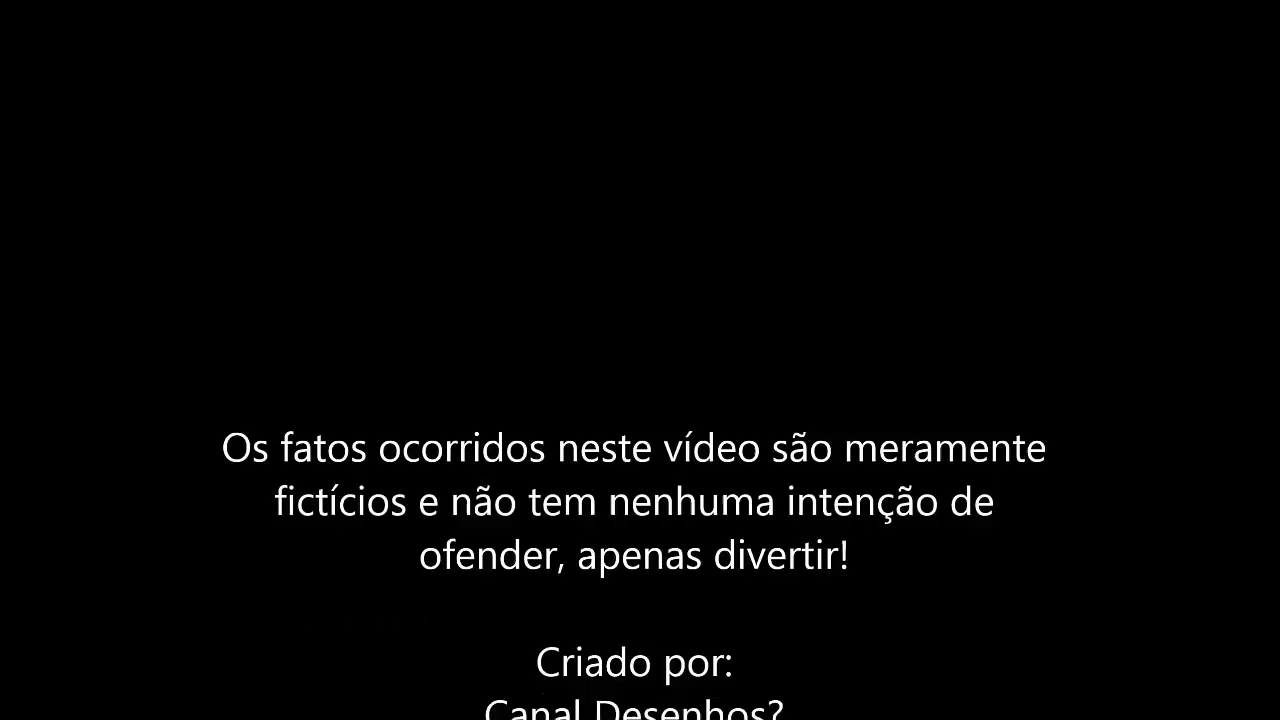 Os fatos ocorridos neste vídeo são meramente
fictícios e não tem nenhuma intenção de
ofender, apenas divertir!
Criado por:
Canal Desenhos?